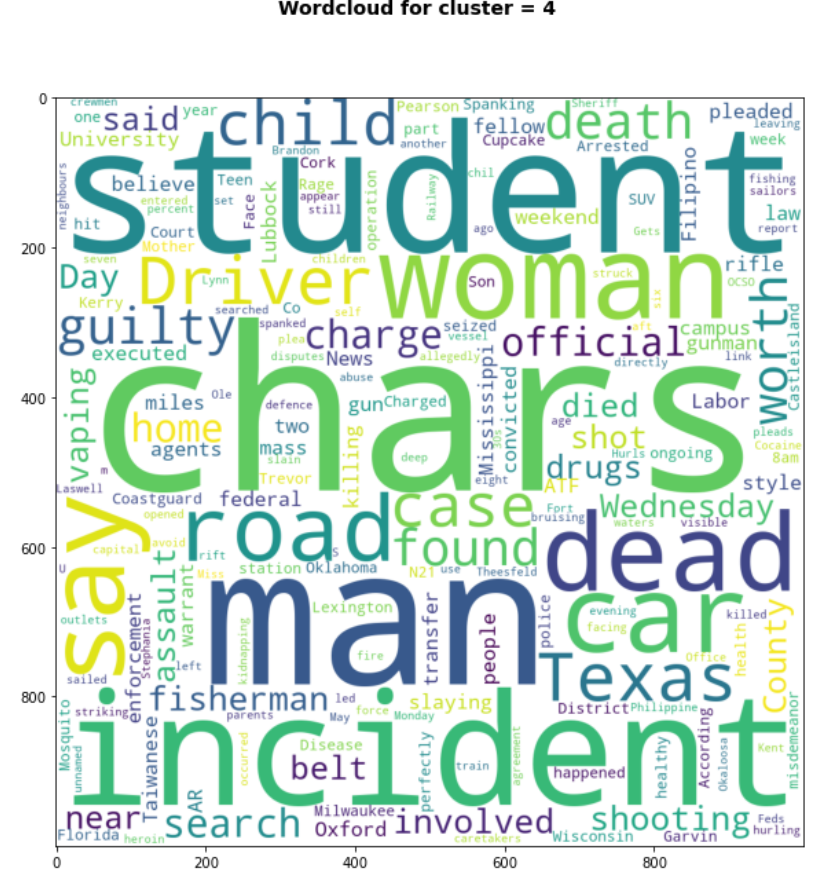 Wordcloud for cluster = 4
0
crewmen
one said year
child
Pearson Spanking Sheriff
University
part fellow death pleaded
another Cupcake Arrested leaving
week
Brandon
student
neighbours
believe Teen Cork
entered percent set
Rage
appear
still
hit Court
Mother
Face Lubbock
operation
Railway
chil
ago
weekend
SUV
Gets
Filipino
fishing
sailors
law
report
200
seven
Day Driver woman
Lynn children
Kerry
searched Co self
Son
struck
six
rifle
OCSO
guilty
spanked
plea
charge seized
vessel
official
aft
campus
gunman
worth
Castleisland
executed
disputes News allegedly
abuse
directly
link
400
vaping
chars
miles Ole
home
agents
defence
two
mass
slain
gun Charged
killing
deep
Mississippi
30s
convicted
died
age
shot
Labor
pleads
Cocaine
8am
drugs Hurls ongoing
m
Laswell
Trevor
eight
ATF
style
Coastguard federal
opened
case
Fort
bruising
Wednesday
waters visible
say
capital avoid
road
found
dead
600
U
rift
S
Miss
station Oklahoma
N21 use Theesfeld
assault
warrant
man
Lexington
transfer
people
police
car
evening
facing
killed
outlets
enforcement
Stephania
left
kidnapping
fire
Office
health
County
Texas
sailed
800
fisherman led
slaying
District Philippine
striking
parents May force Monday
Mosquito
unnamed
incident
Taiwanese
occurred
Disease
belt
perfectly
train
agreement
happened
healthy
According
Okaloosa
Kent
misdemeanor
AR
near
search
Milwaukee
Oxford involved
shooting
Feds
hurling
Florida heroin
caretakers Wisconsin Garvin
0 200 400 600 800